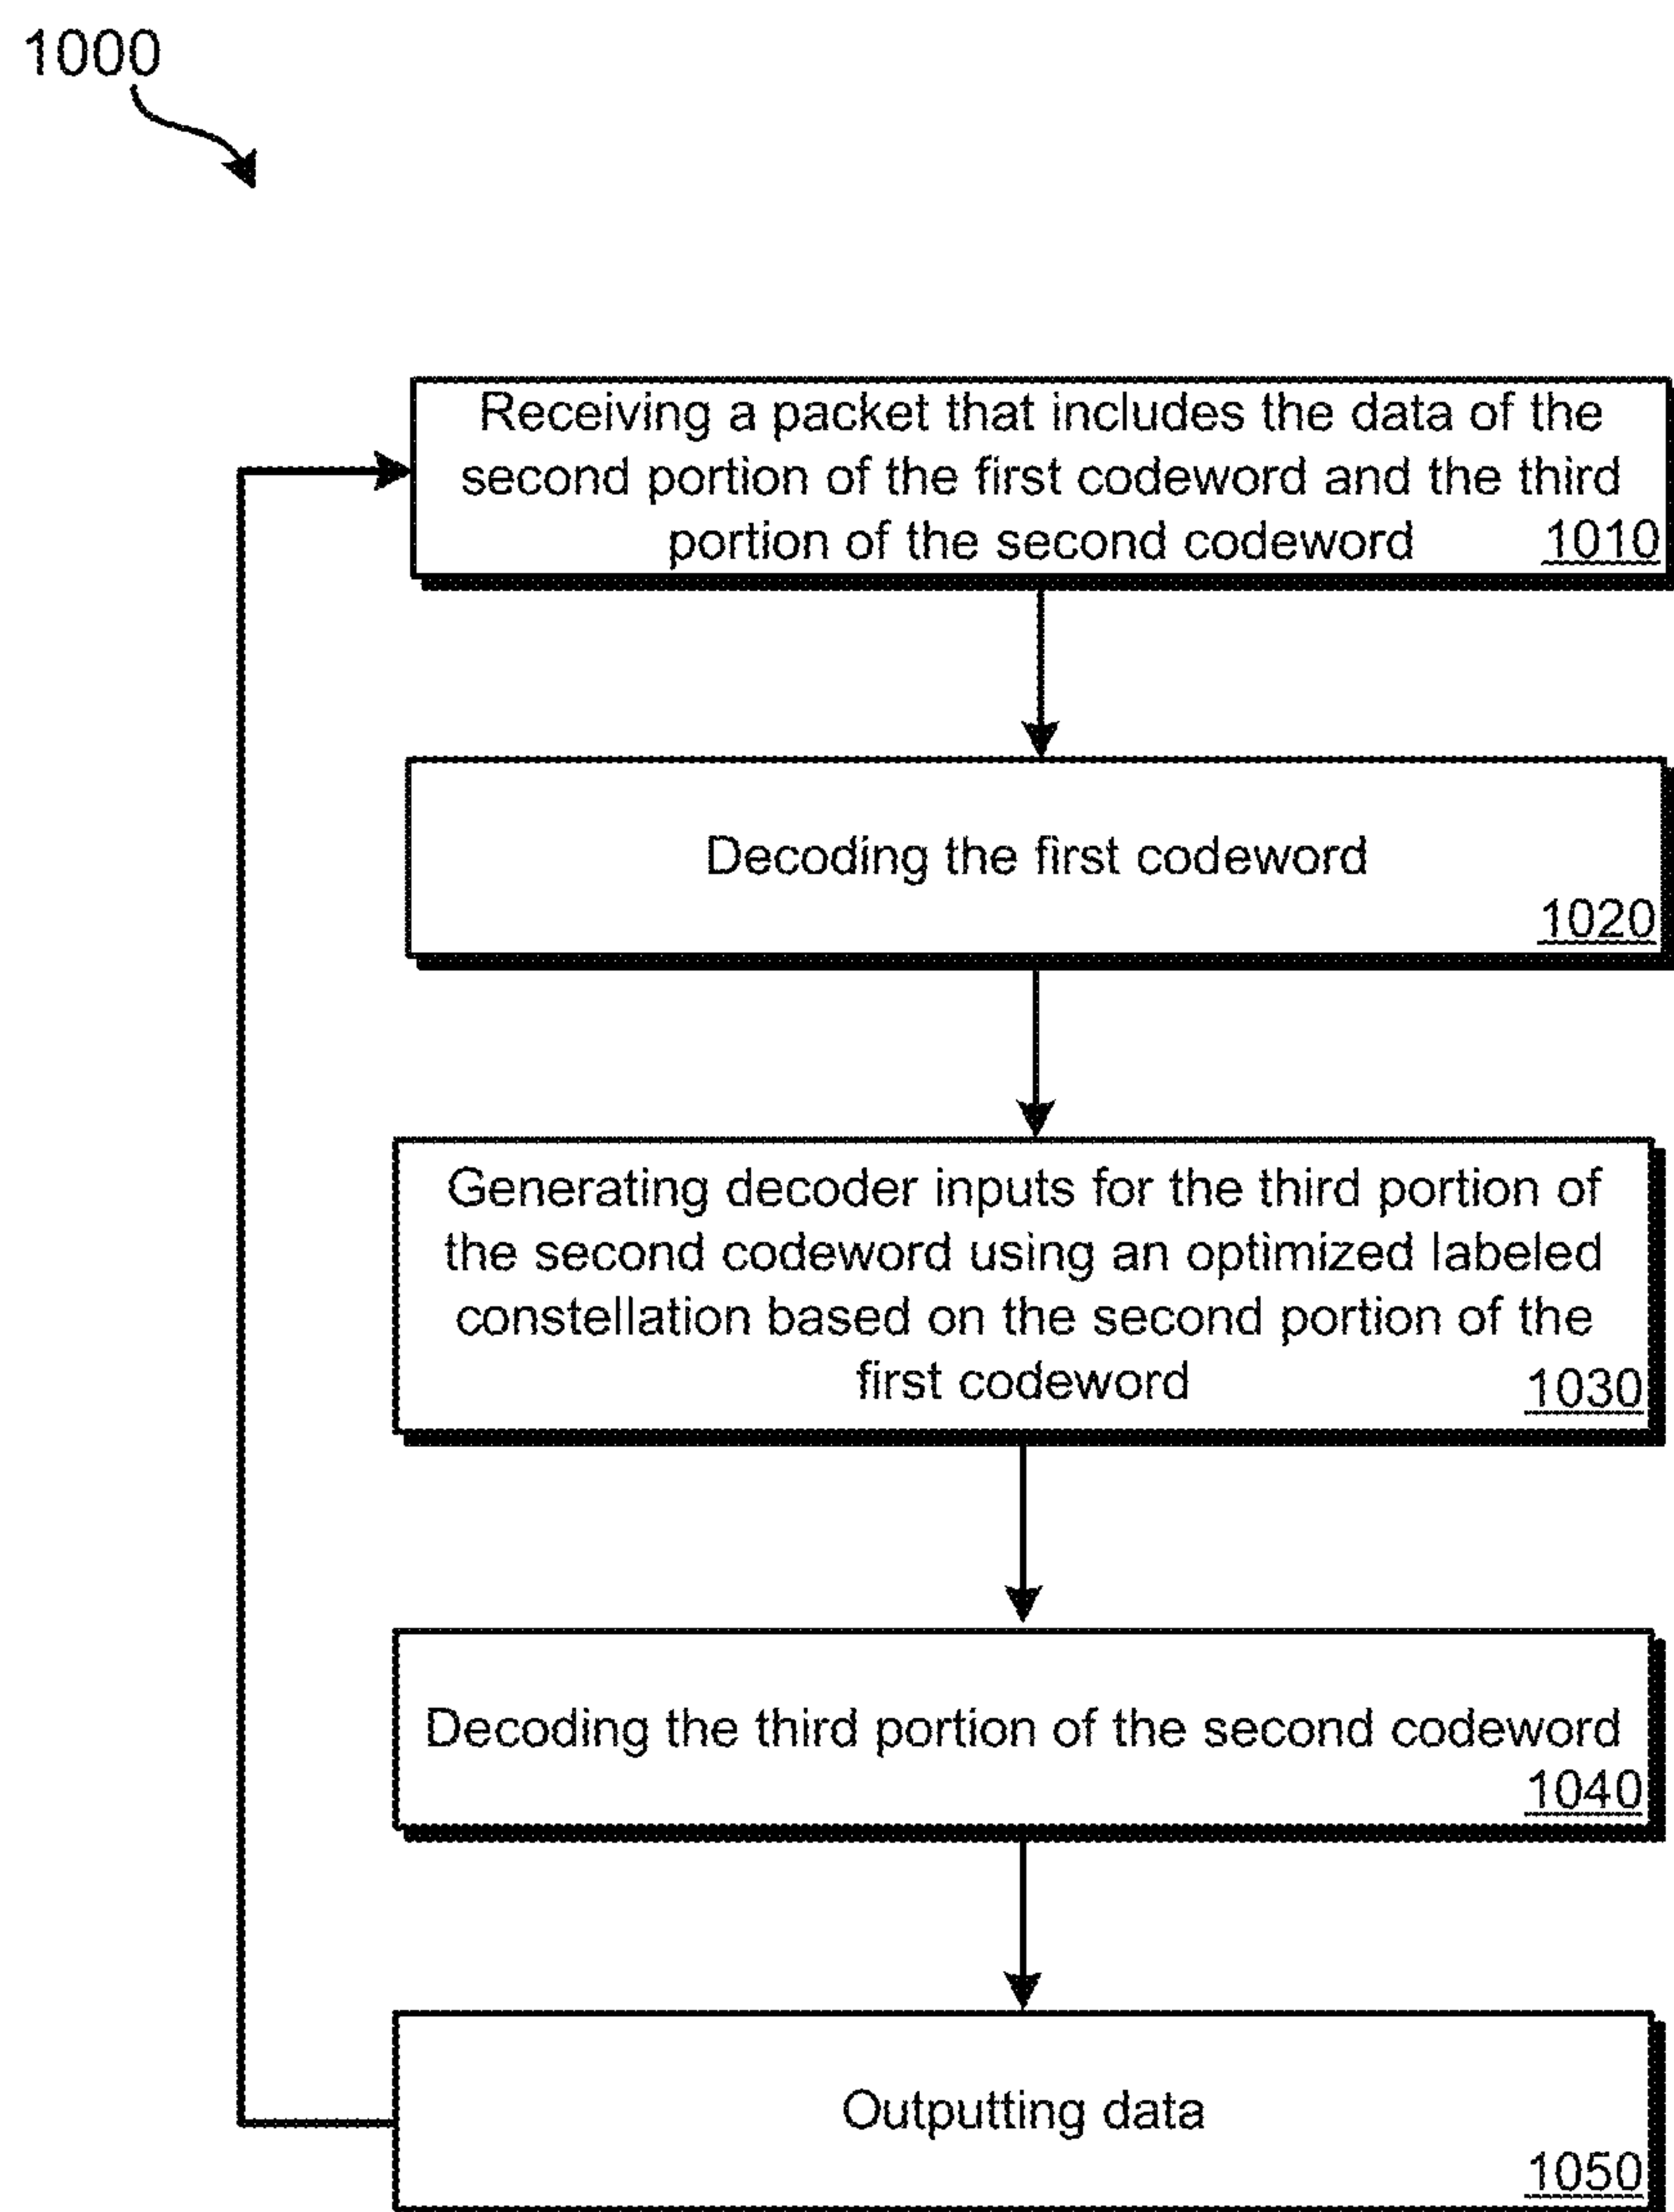 1000
Receiving a packet that includes the data of the
second portion of the first codeword and the third
portion of the second codeword 1010
Decoding the first codeword
1020
Generating decoder inputs for the third portion of
the second codeword using an optimized labeled
constellation based on the second portion of the
first codeword 1030
Decoding the third portion of the second codeword
1040
Outputting data
1050